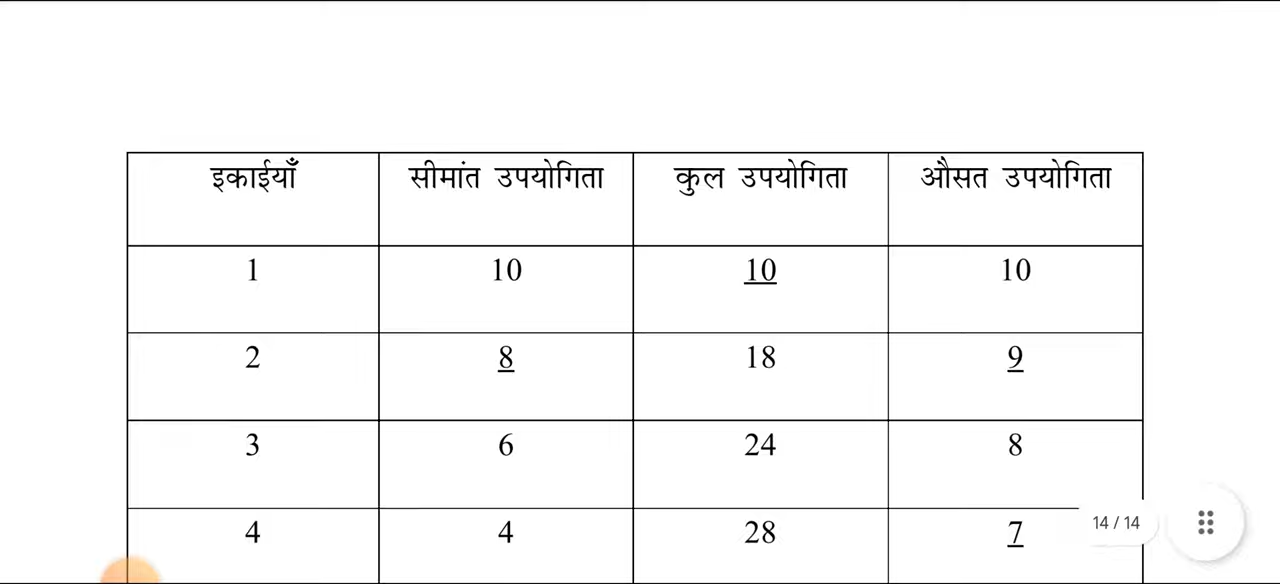 इकाईयाँ सीमांत उपयोगिता कुल उपयोगिता औसत उपयोगिता
1 10 10 10
2 8 18 9
3 6 24 8
4 4 28 7
14 / 14